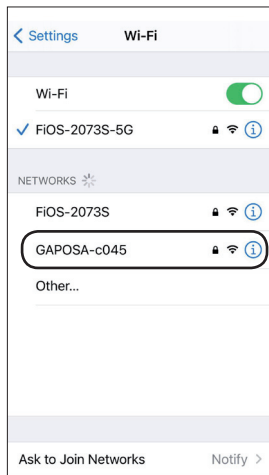 Settings
Wi-Fi
Wi-Fi
FiOS-2073S-5G
NETWORKS
FiOS-2073S
GAPOSA-c045
Other...
Ask to Join Networks Notify